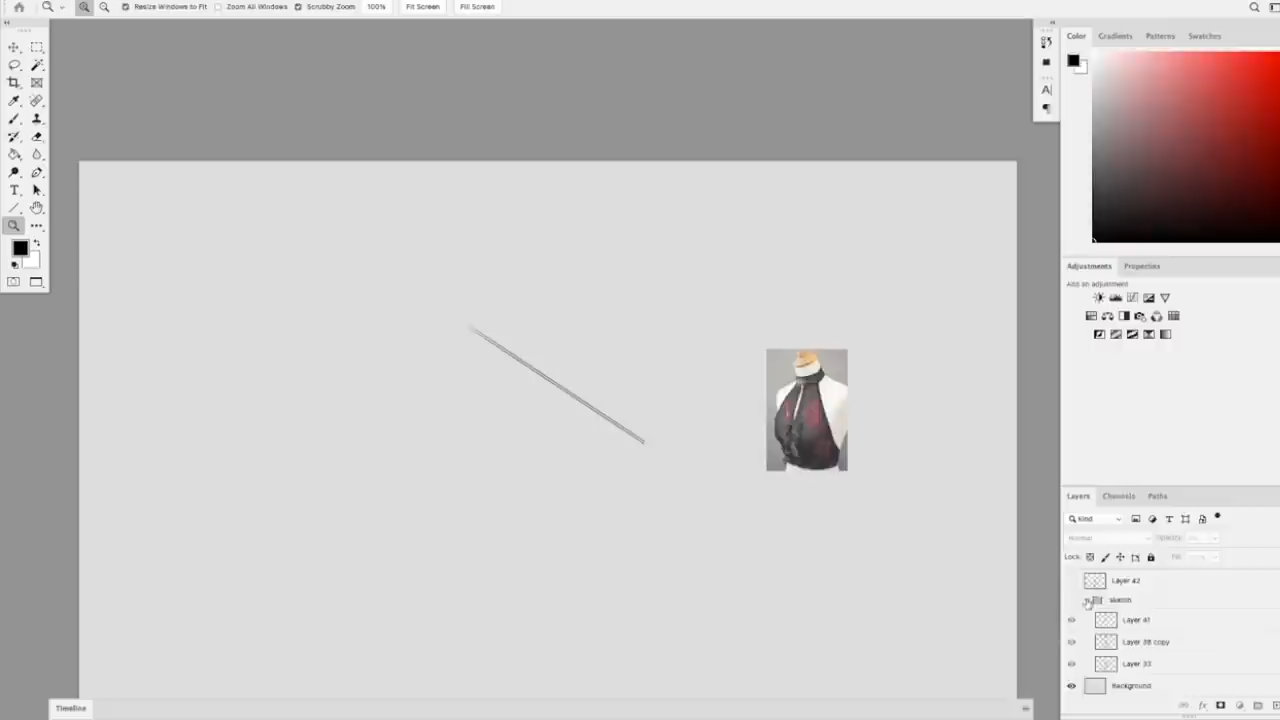 Resize Windows to Fit Zoom All Windows Scrubby Zoom 100% Fit Screen Fill Screen
Color Gradients Patterns Swatches
Adjustments Properties
Add an adjustment
Layers Channels Paths
Kind
Normal Opacity
Lock: Fill:
Layer 42
sketch
Layer 41
Layer 38 copy
Layer 33
Background
Timeline